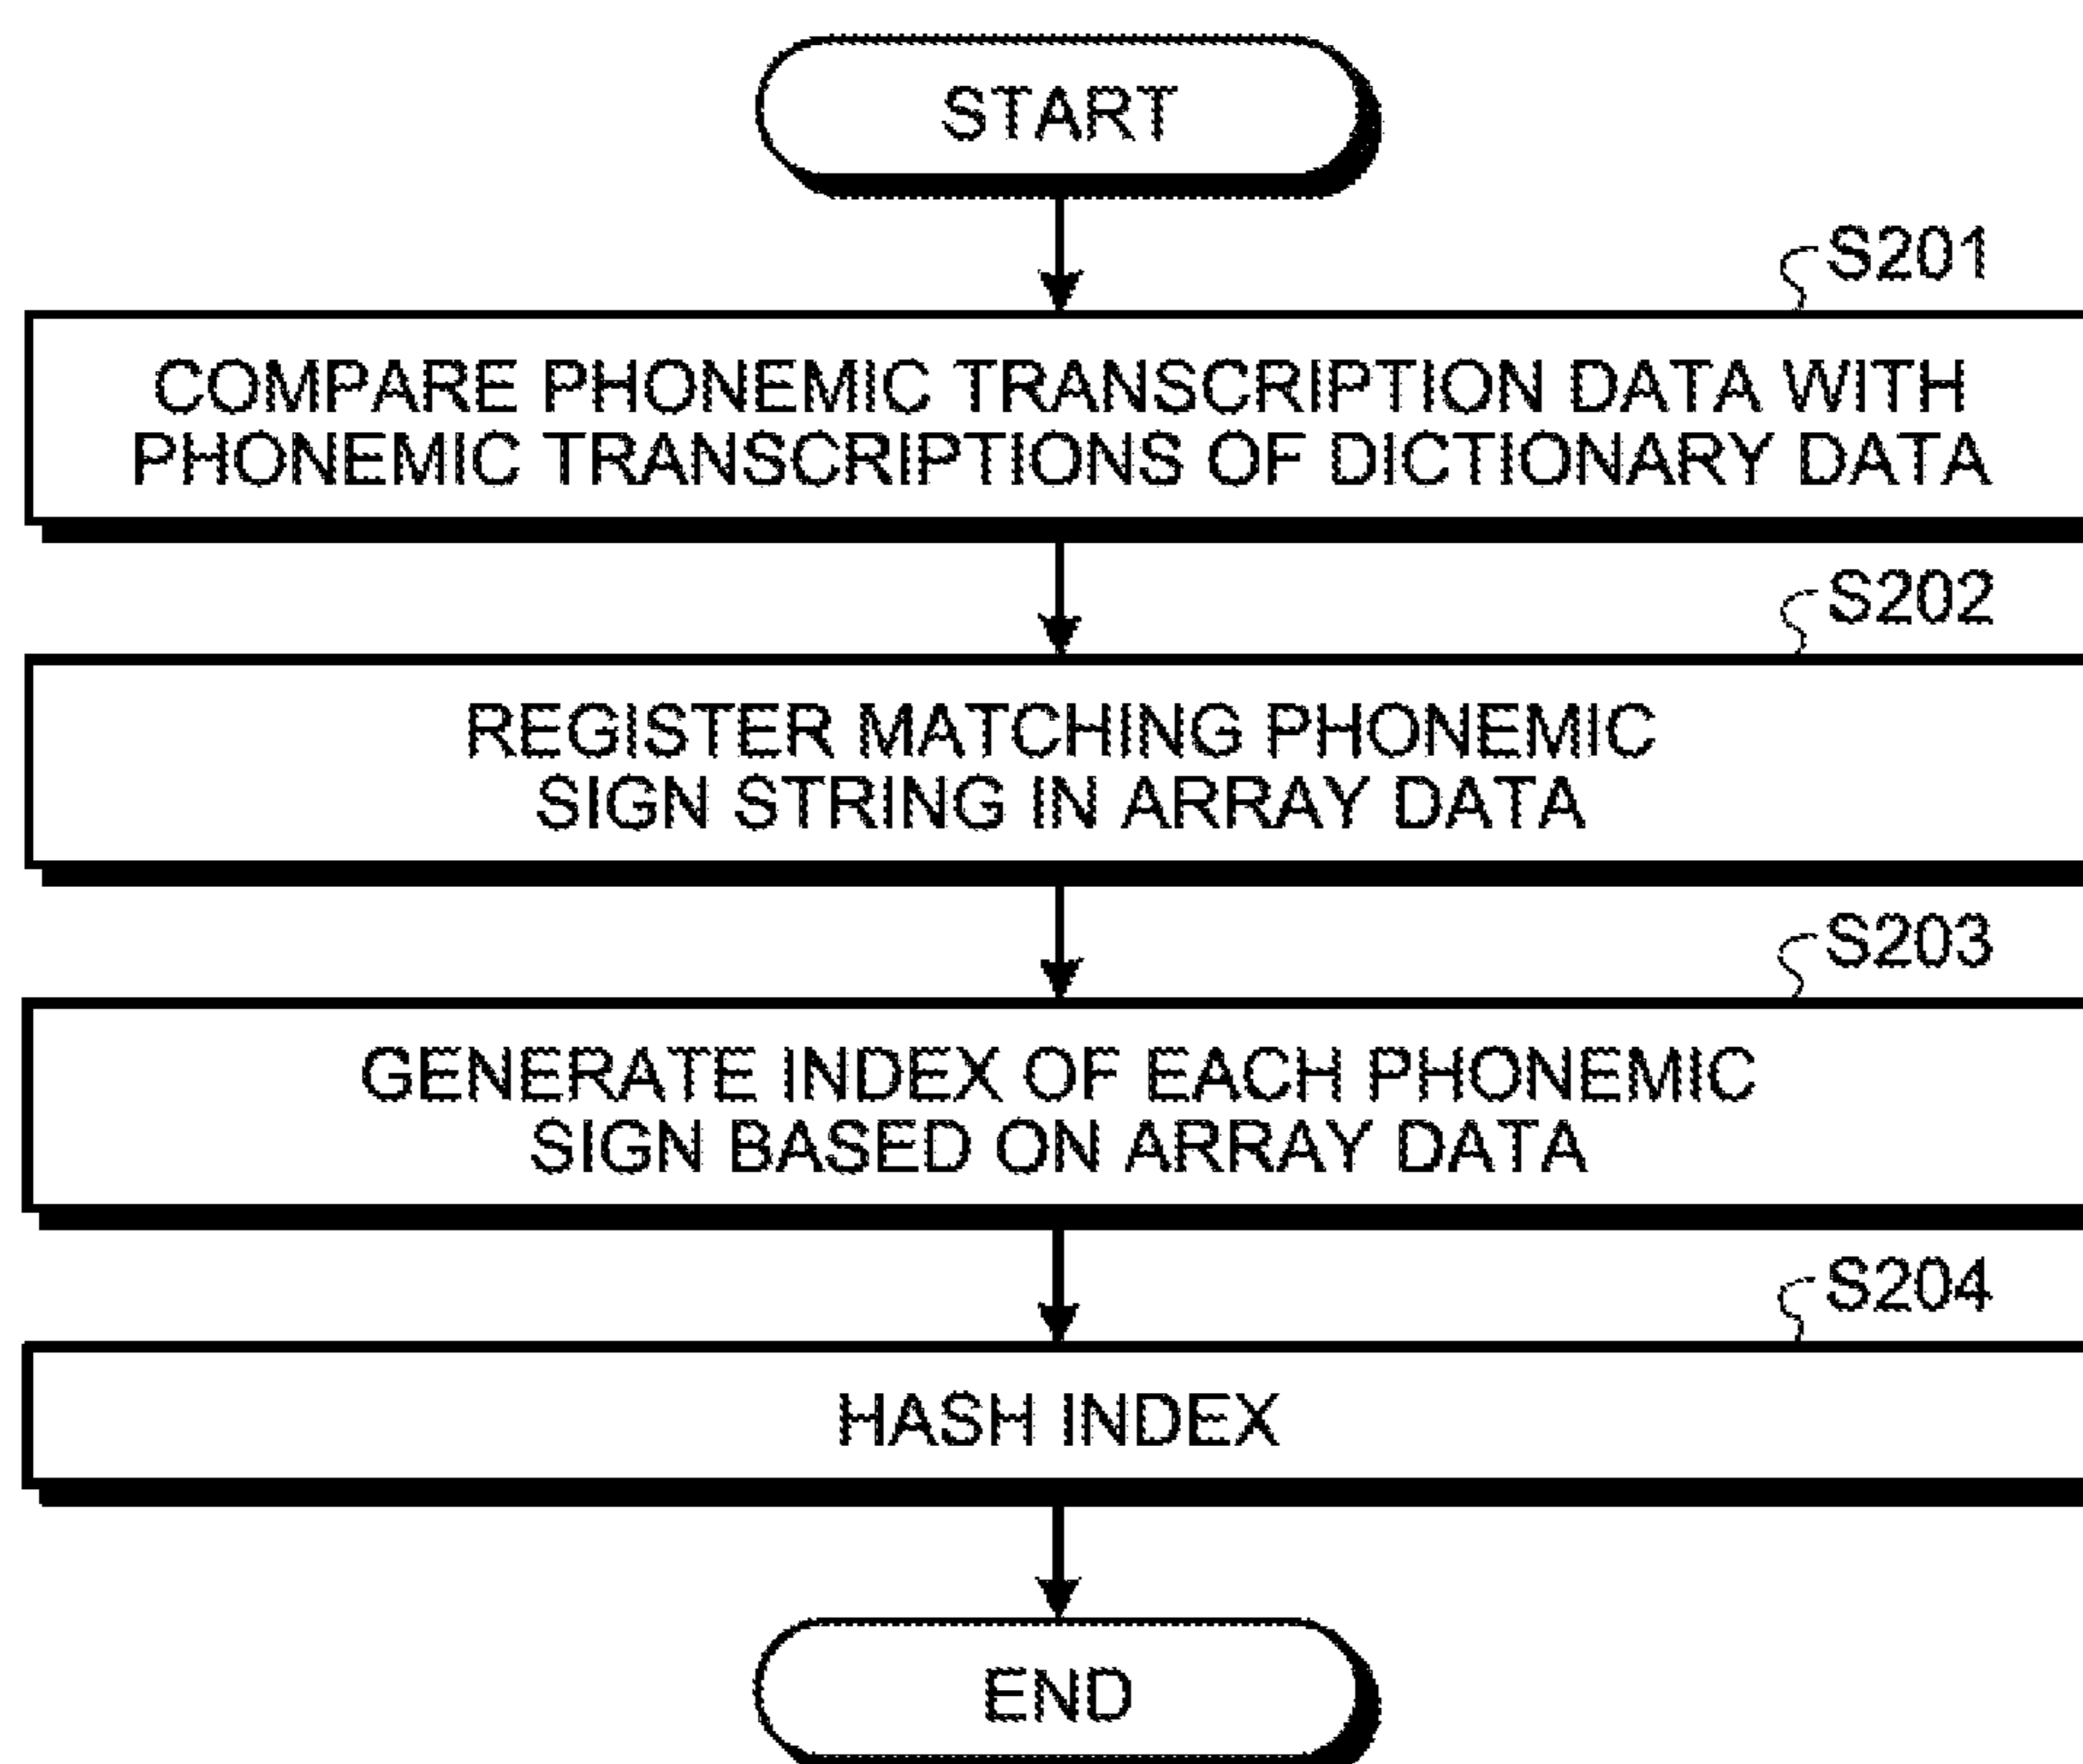 START
S201
COMPARE PHONEMIC TRANSCRIPTION DATA WITH
PHONEMIC TRANSCRIPTIONS OF DICTIONARY DATA
S202
REGISTER MATCHING PHONEMIC
SIGN STRING IN ARRAY DATA
S203
GENERATE INDEX OF EACH PHONEMIC
SIGN BASED ON ARRAY DATA
S204
HASH INDEX
END